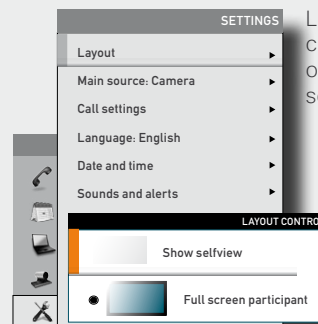 SETTINGS
Layout
Main source: Camera
Call settings
Language: English
Date and time
Sounds and alerts
LAYOUT CONTRO
Show selfview
Full screen participant